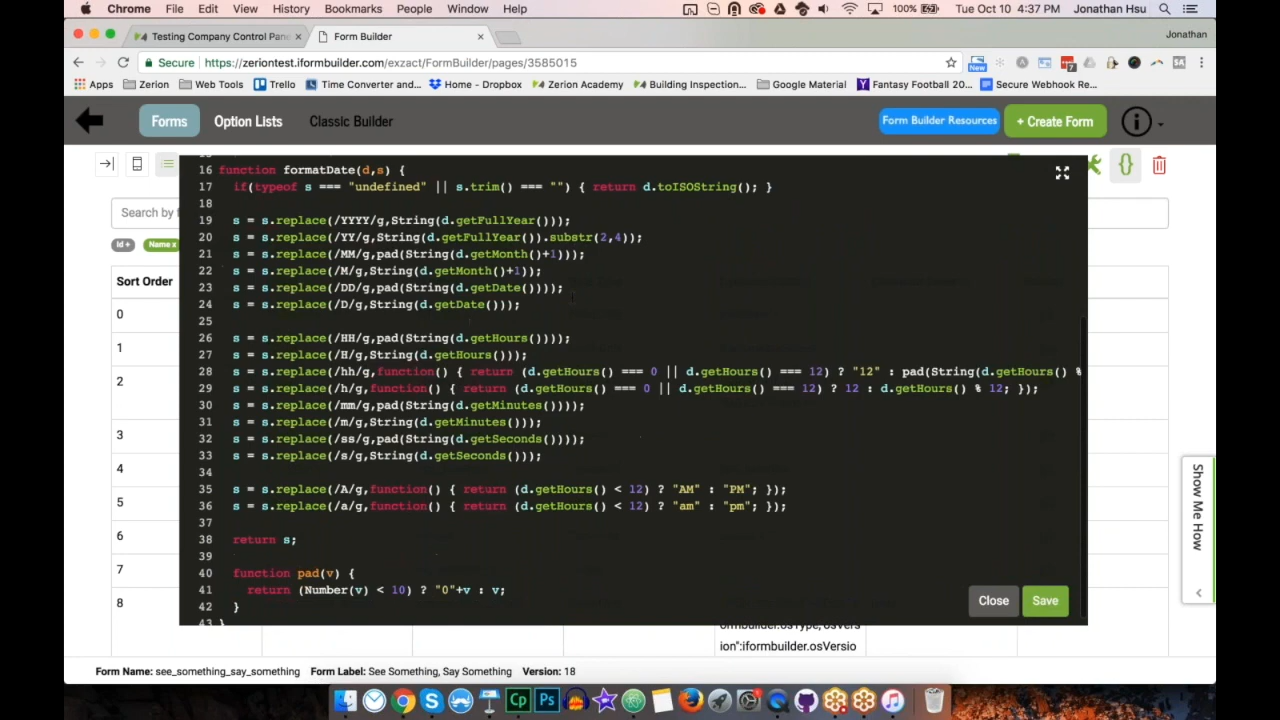 Chrome File Edit View History Bookmarks People Window Help 100% Tue Oct 10 4:37 PM Jonathan Hsu
Testing Company Control Pane × Form Builder × Jonathan
Secure https://zeriontest.iformbuilder.com/exzact/FormBuilder/pages/3585015
New 7
Apps Zerion Web Tools Trello Time Converter and... Home - Dropbox Zerion Academy Building Inspection... Google Material Fantasy Football 20... Secure Webhook Re...
Forms Option Lists Classic Builder Form Builder Resources + Create Form
{}
Search by
Id + Name x
Sort Order
0
1
2
3
4
5
6
7
8
16 function formatDate(d,s) {
17 if(typeof s === "undefined" || s.trim() === "") { return d.toISOString(); }
18
19 s = s.replace(/YYYY/g,String(d.getFullYear()));
20 s = s.replace(/YY/g,String(d.getFullYear()).substr(2,4));
21 s = s.replace(/MM/g,pad(String(d.getMonth()+1)));
22 s = s.replace(/M/g,String(d.getMonth()+1));
23 s = s.replace(/DD/g,pad(String(d.getDate())));
24 s = s.replace(/D/g,String(d.getDate()));
25
26 s = s.replace(/HH/g,pad(String(d.getHours())));
27 s = s.replace(/H/g,String(d.getHours()));
28 s = s.replace(/hh/g,function() { return (d.getHours() === 0 || d.getHours() === 12) ? "12" : pad(String(d.getHours() %
29 s = s.replace(/h/g,function() { return (d.getHours() === 0 || d.getHours() === 12) ? 12 : d.getHours() % 12; });
30 s = s.replace(/mm/g,pad(String(d.getMinutes())));
31 s = s.replace(/m/g,String(d.getMinutes()));
32 s = s.replace(/ss/g,pad(String(d.getSeconds())));
33 s = s.replace(/s/g,String(d.getSeconds()));
34
35 s = s.replace(/A/g,function() { return (d.getHours() < 12) ? "AM" : "PM"; });
36 s = s.replace(/a/g,function() { return (d.getHours() < 12) ? "am" : "pm"; });
37
38 return s;
39
40 function pad(v) {
41 return (Number(v) < 10) ? "0"+v : v;
42 }
43 }
Close Save
ormbuilder.osType, osVers
ion":iformbuilder.osVersio
Show Me How
Form Name: see_something_say_something Form Label: See Something, Say Something Version: 18